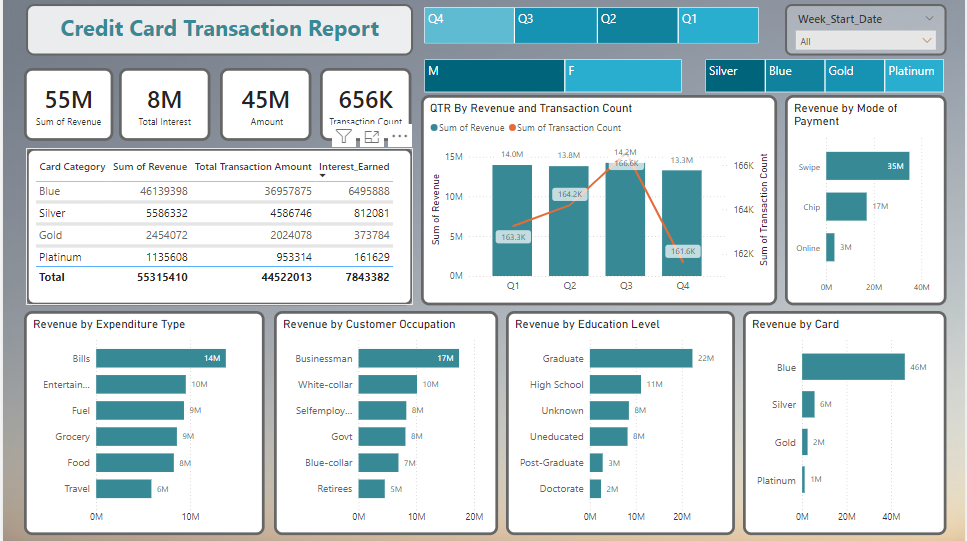 Credit Card Transaction Report
Q4 Q3 Q2 Q1
Week_Start_Date
All
M F
Silver Blue Gold Platinum
55M
Sum of Revenue
8M
Total Interest
45M
Amount
656K
Transaction Count
Card Category Sum of Revenue Total Transaction Amount Interest_Earned
Blue 46139398 36957875 6495888
Silver 5586332 4586746 812081
Gold 2454072 2024078 373784
Platinum 1135608 953314 161629
Total 55315410 44522013 7843382
QTR By Revenue and Transaction Count
Sum of Revenue Sum of Transaction Count
Sum of Revenue
15M
10M
5M
0M
14.0M 13.8M 14.2M 13.3M
163.3K 164.2K 166.6K 161.6K
Q1 Q2 Q3 Q4
166K
164K
162K
Sum of Transaction Count
Revenue by Mode of
Payment
Swipe 35M
Chip 17M
Online 3M
0M 20M 40M
Revenue by Expenditure Type
Bills 14M
Entertain... 10M
Fuel 9M
Grocery 9M
Food 8M
Travel 6M
0M 10M
Revenue by Customer Occupation
Businessman 17M
White-collar 10M
Selfemploy... 8M
Govt 8M
Blue-collar 7M
Retirees 5M
0M 10M 20M
Revenue by Education Level
Graduate 22M
High School 11M
Unknown 8M
Uneducated 8M
Post-Graduate 3M
Doctorate 2M
0M 10M 20M
Revenue by Card
Blue 46M
Silver 6M
Gold 2M
Platinum 1M
0M 20M 40M